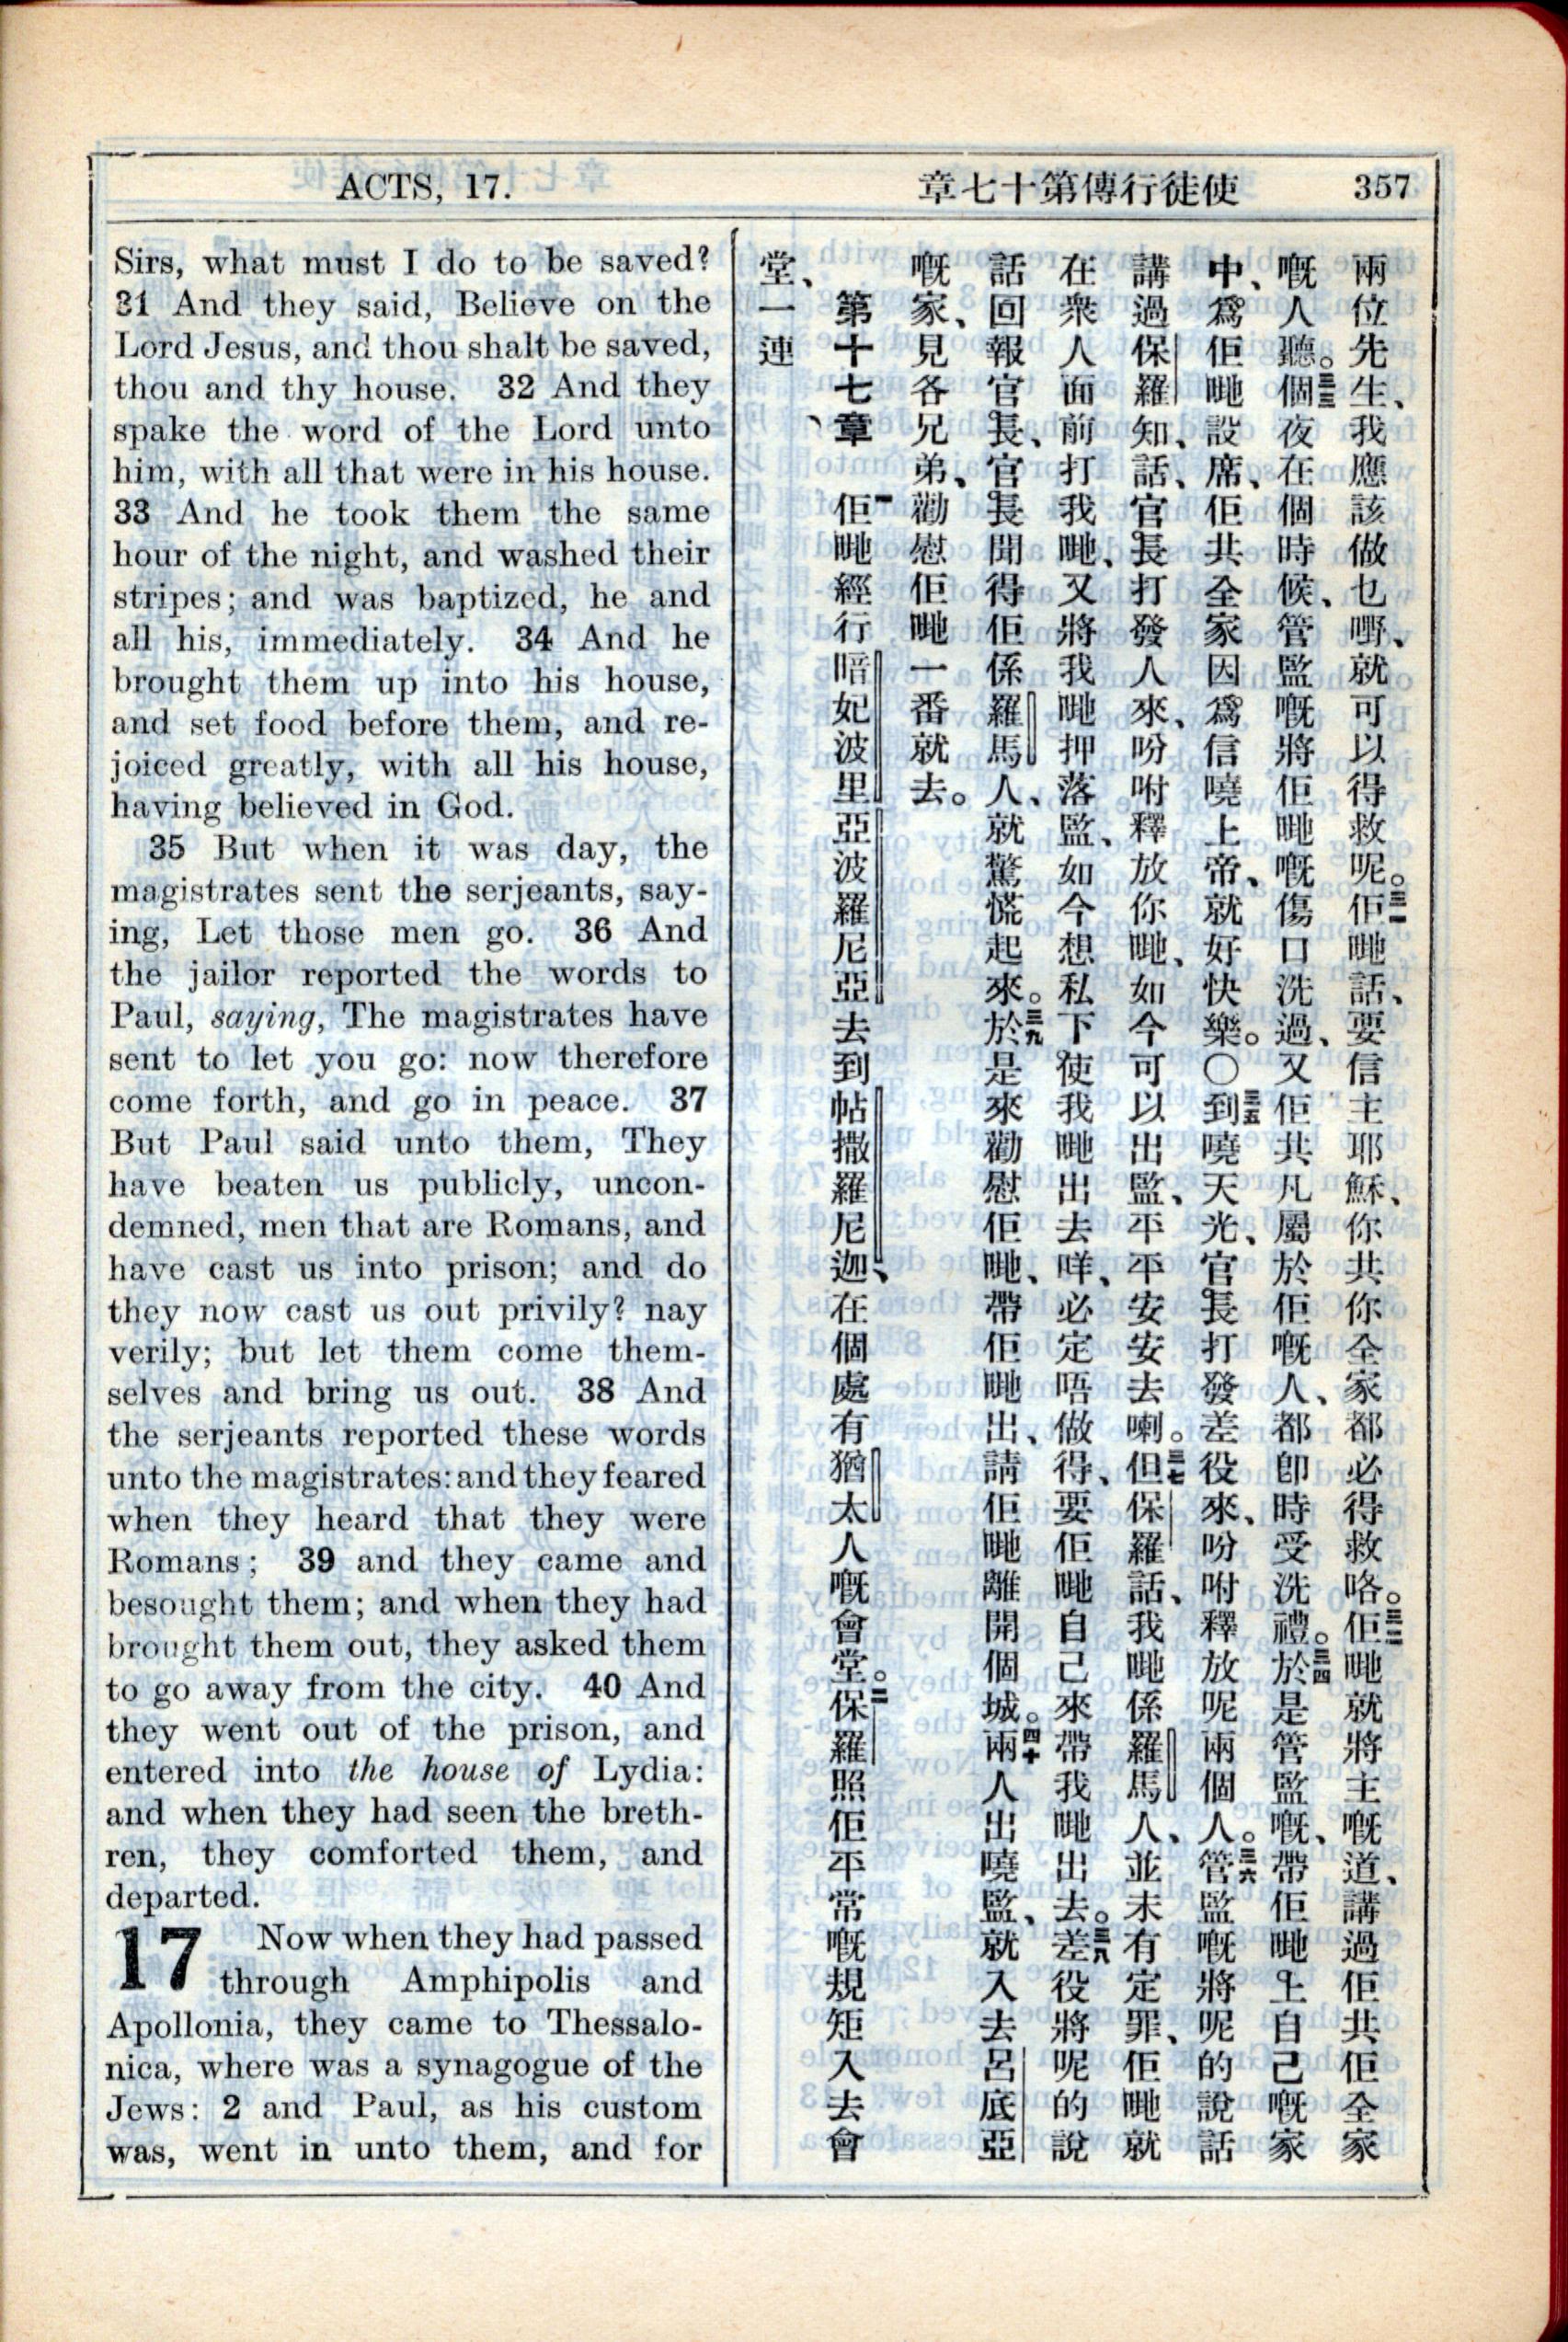 ACTS, 17.
章七十第傳行徒使
357
Sirs, what must I do to be saved?
31 And they said, Believe on the
Lord Jesus, and thou shalt be saved,
thou and thy house. 32 And they
spake the word of the Lord unto
him, with all that were in his house.
33 And he took them the same
hour of the night, and washed their
stripes; and was baptized, he and
all his, immediately. 34 And he
brought them up into his house,
and set food before them, and re-
joiced greatly, with all his house,
having believed in God.
35 But when it was day, the
magistrates sent the serjeants, say-
ing, Let those men go. 36 And
the jailor reported the words to
Paul, saying, The magistrates have
sent to let you go: now therefore
come forth, and go in peace. 37
But Paul said unto them, They
have beaten us publicly, uncon-
demned, men that are Romans, and
have cast us into prison; and do
they now cast us out privily? nay
verily; but let them come them-
selves and bring us out. 38 And
the serjeants reported these words
unto the magistrates: and they feared
when they heard that they were
Romans; 39 and they came and
besought them; and when they had
brought them out, they asked them
to go away from the city. 40 And
they went out of the prison, and
entered into the house of Lydia:
and when they had seen the breth-
ren, they comforted them, and
departed.
17 Now when they had passed
through Amphipolis and
Apollonia, they came to Thessalo-
nica, where was a synagogue of the
Jews: 2 and Paul, as his custom
was, went in unto them, and for
兩位先生、我應該做乜嘢、就可以得救呢。三一佢哋話、要信主耶穌、你共你全家都必得救咯。三二佢哋就將主嘅道、講過佢共佢全家
嘅人聽。三三個夜在個時候、管監嘅將佢哋嘅傷口洗過、又佢共凡屬於佢嘅人、都卽時受洗禮。三四於是管監嘅、帶佢哋上自己嘅家
中、爲佢哋設席、佢共全家因爲信嘵上帝、就好快樂。〇三五到嘵天光、官長打發差役來、吩咐釋放呢兩個人。三六管監嘅將呢的說話
講過保羅知、話、官長打發人來、吩咐釋放你哋、如今可以出監、平平安安去喇。三七但保羅話、我哋係羅馬人、並未有定罪、佢哋就
在衆人面前打我哋、又將我哋押落監、如今想私下使我哋出去咩、必定唔做得、要佢哋自己來帶我哋出去。三八差役將呢的說
話回報官長、官長聞得佢係羅馬人、就驚慌起來。三九於是來勸慰佢哋、帶佢哋出、請佢哋離開個城。四十兩人出嘵監、就入去呂底亞
嘅家、見各兄弟、勸慰佢哋一番就去。
第十七章、一佢哋經行暗妃波里亞波羅尼亞去到帖撒羅尼迦、在個處有猶太人嘅會堂。二保羅照佢平常嘅規矩入去會
堂、一連